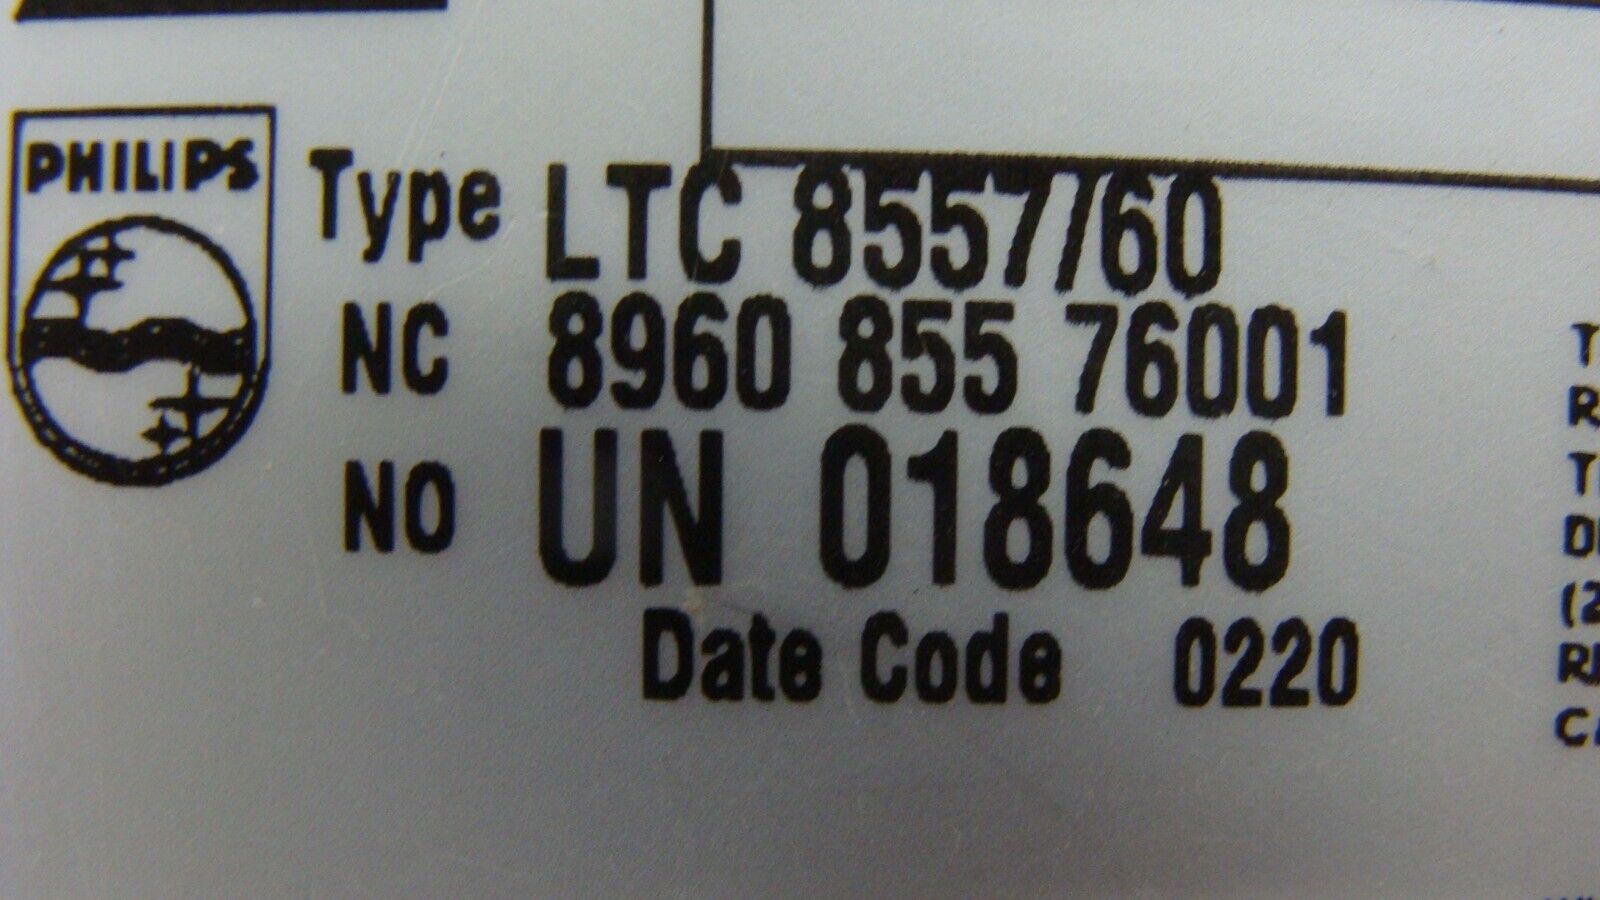 PHILIPS
Type LTC 8557/60
NC 8960 855 76001
NO UN 018648
Date Code 0220